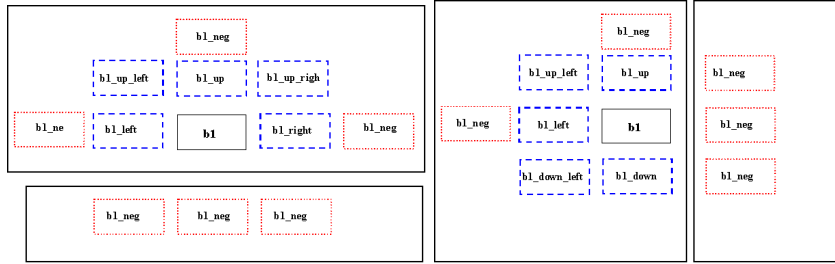 b1_neg
b1_up_left b1_up b1_up_righ
b1_ne b1_left b1 b1_right b1_neg
b1_neg b1_neg b1_neg
b1_neg
b1_up_left b1_up
b1_neg b1_left b1
b1_down_left b1_down
b1_neg
b1_neg
b1_neg